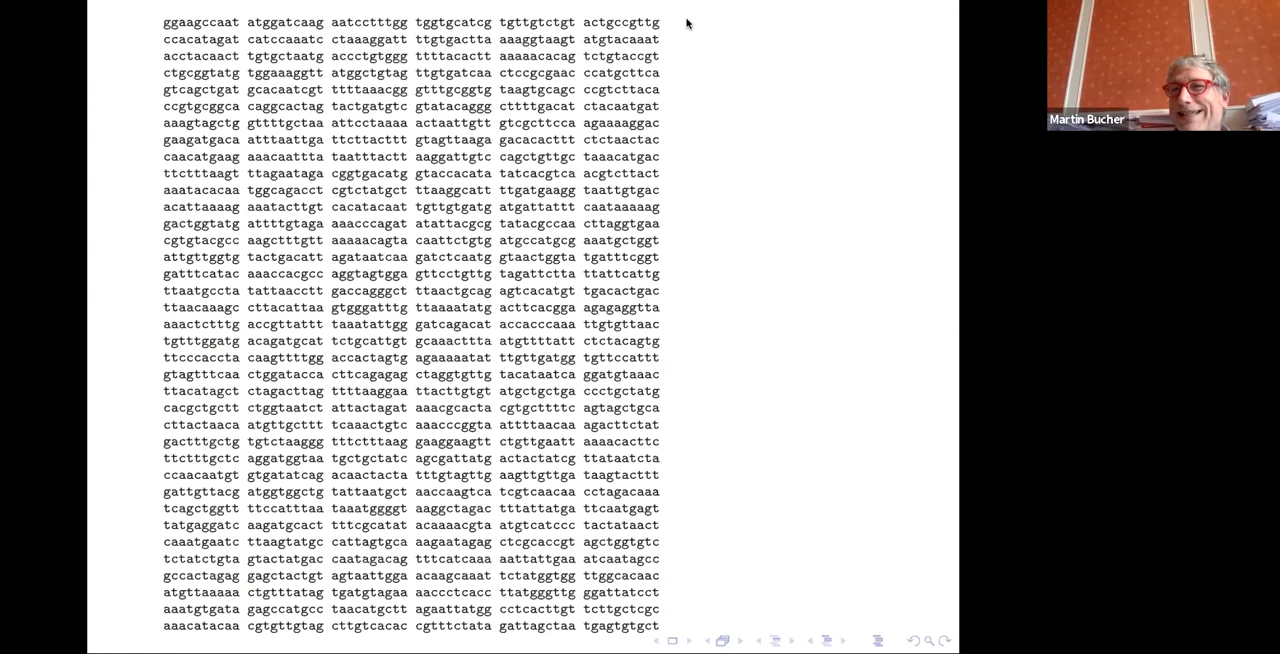 ggaagccaat atggatcaag aatcctttgg tggtgcatcg tgttgtctgt actgccgttg
ccacatagat catccaaatc ctaaaggatt ttgtgactta aaaggtaagt atgtacaaat
acctacaact tgtgctaatg accctgtggg ttttacactt aaaaacacag tctgtaccgt
ctgcggtatg tggaaaggtt atggctgtag ttgtgatcaa ctccgcgaac ccatgcttca
gtcagctgat gcacaatcgt ttttaaacgg gtttgcggtg taagtgcagc ccgtcttaca
ccgtgcggca caggcactag tactgatgtc gtatacaggg cttttgacat ctacaatgat
aaagtagctg gttttgctaa attcctaaaa actaattgtt gtcgcttcca agaaaaggac
gaagatgaca atttaattga ttcttacttt gtagttaaga gacacacttt ctctaactac
caacatgaag aaacaattta taatttactt aaggattgtc cagctgttgc taaacatgac
ttctttaagt ttagaataga cggtgacatg gtaccacata tatcacgtca acgtcttact
aaatacacaa tggcagacct cgtctatgct ttaaggcatt ttgatgaagg taattgtgac
acattaaaag aaatacttgt cacatacaat tgttgtgatg atgattattt caataaaaag
gactggtatg attttgtaga aaacccagat atattacgcg tatacgccaa cttaggtgaa
cgtgtacgcc aagctttgtt aaaaacagta caattctgtg atgccatgcg aaatgctggt
attgttggtg tactgacatt agataatcaa gatctcaatg gtaactggta tgatttcggt
gatttcatac aaaccacgcc aggtagtgga gttcctgttg tagattctta ttattcattg
ttaatgccta tattaacctt gaccagggct ttaactgcag agtcacatgt tgacactgac
ttaacaaagc cttacattaa gtgggatttg ttaaaatatg acttcacgga agagaggtta
aaactctttg accgttattt taaatattgg gatcagacat accacccaaa ttgtgttaac
tgtttggatg acagatgcat tctgcattgt gcaaacttta atgttttatt ctctacagtg
ttcccaccta caagttttgg accactagtg agaaaaatat ttgttgatgg tgttccattt
gtagtttcaa ctggatacca cttcagagag ctaggtgttg tacataatca ggatgtaaac
ttacatagct ctagacttag ttttaaggaa ttacttgtgt atgctgctga ccctgctatg
cacgctgctt ctggtaatct attactagat aaacgcacta cgtgcttttc agtagctgca
cttactaaca atgttgcttt tcaaactgtc aaacccggta attttaacaa agacttctat
gactttgctg tgtctaaggg tttctttaag gaaggaagtt ctgttgaatt aaaacacttc
ttctttgctc aggatggtaa tgctgctatc agcgattatg actactatcg ttataatcta
ccaacaatgt gtgatatcag acaactacta tttgtagttg aagttgttga taagtacttt
gattgttacg atggtggctg tattaatgct aaccaagtca tcgtcaacaa cctagacaaa
tcagctggtt ttccatttaa taaatggggt aaggctagac tttattatga ttcaatgagt
tatgaggatc aagatgcact tttcgcatat acaaaacgta atgtcatccc tactataact
caaatgaatc ttaagtatgc cattagtgca aagaatagag ctcgcaccgt agctggtgtc
tctatctgta gtactatgac caatagacag tttcatcaaa aattattgaa atcaatagcc
gccactagag gagctactgt agtaattgga acaagcaaat tctatggtgg ttggcacaac
atgttaaaaa ctgtttatag tgatgtagaa aaccctcacc ttatgggttg ggattatcct
aaatgtgata gagccatgcc taacatgctt agaattatgg cctcacttgt tcttgctcgc
aaacatacaa cgtgttgtag cttgtcacac cgtttctata gattagctaa tgagtgtgct
Martin Bucher